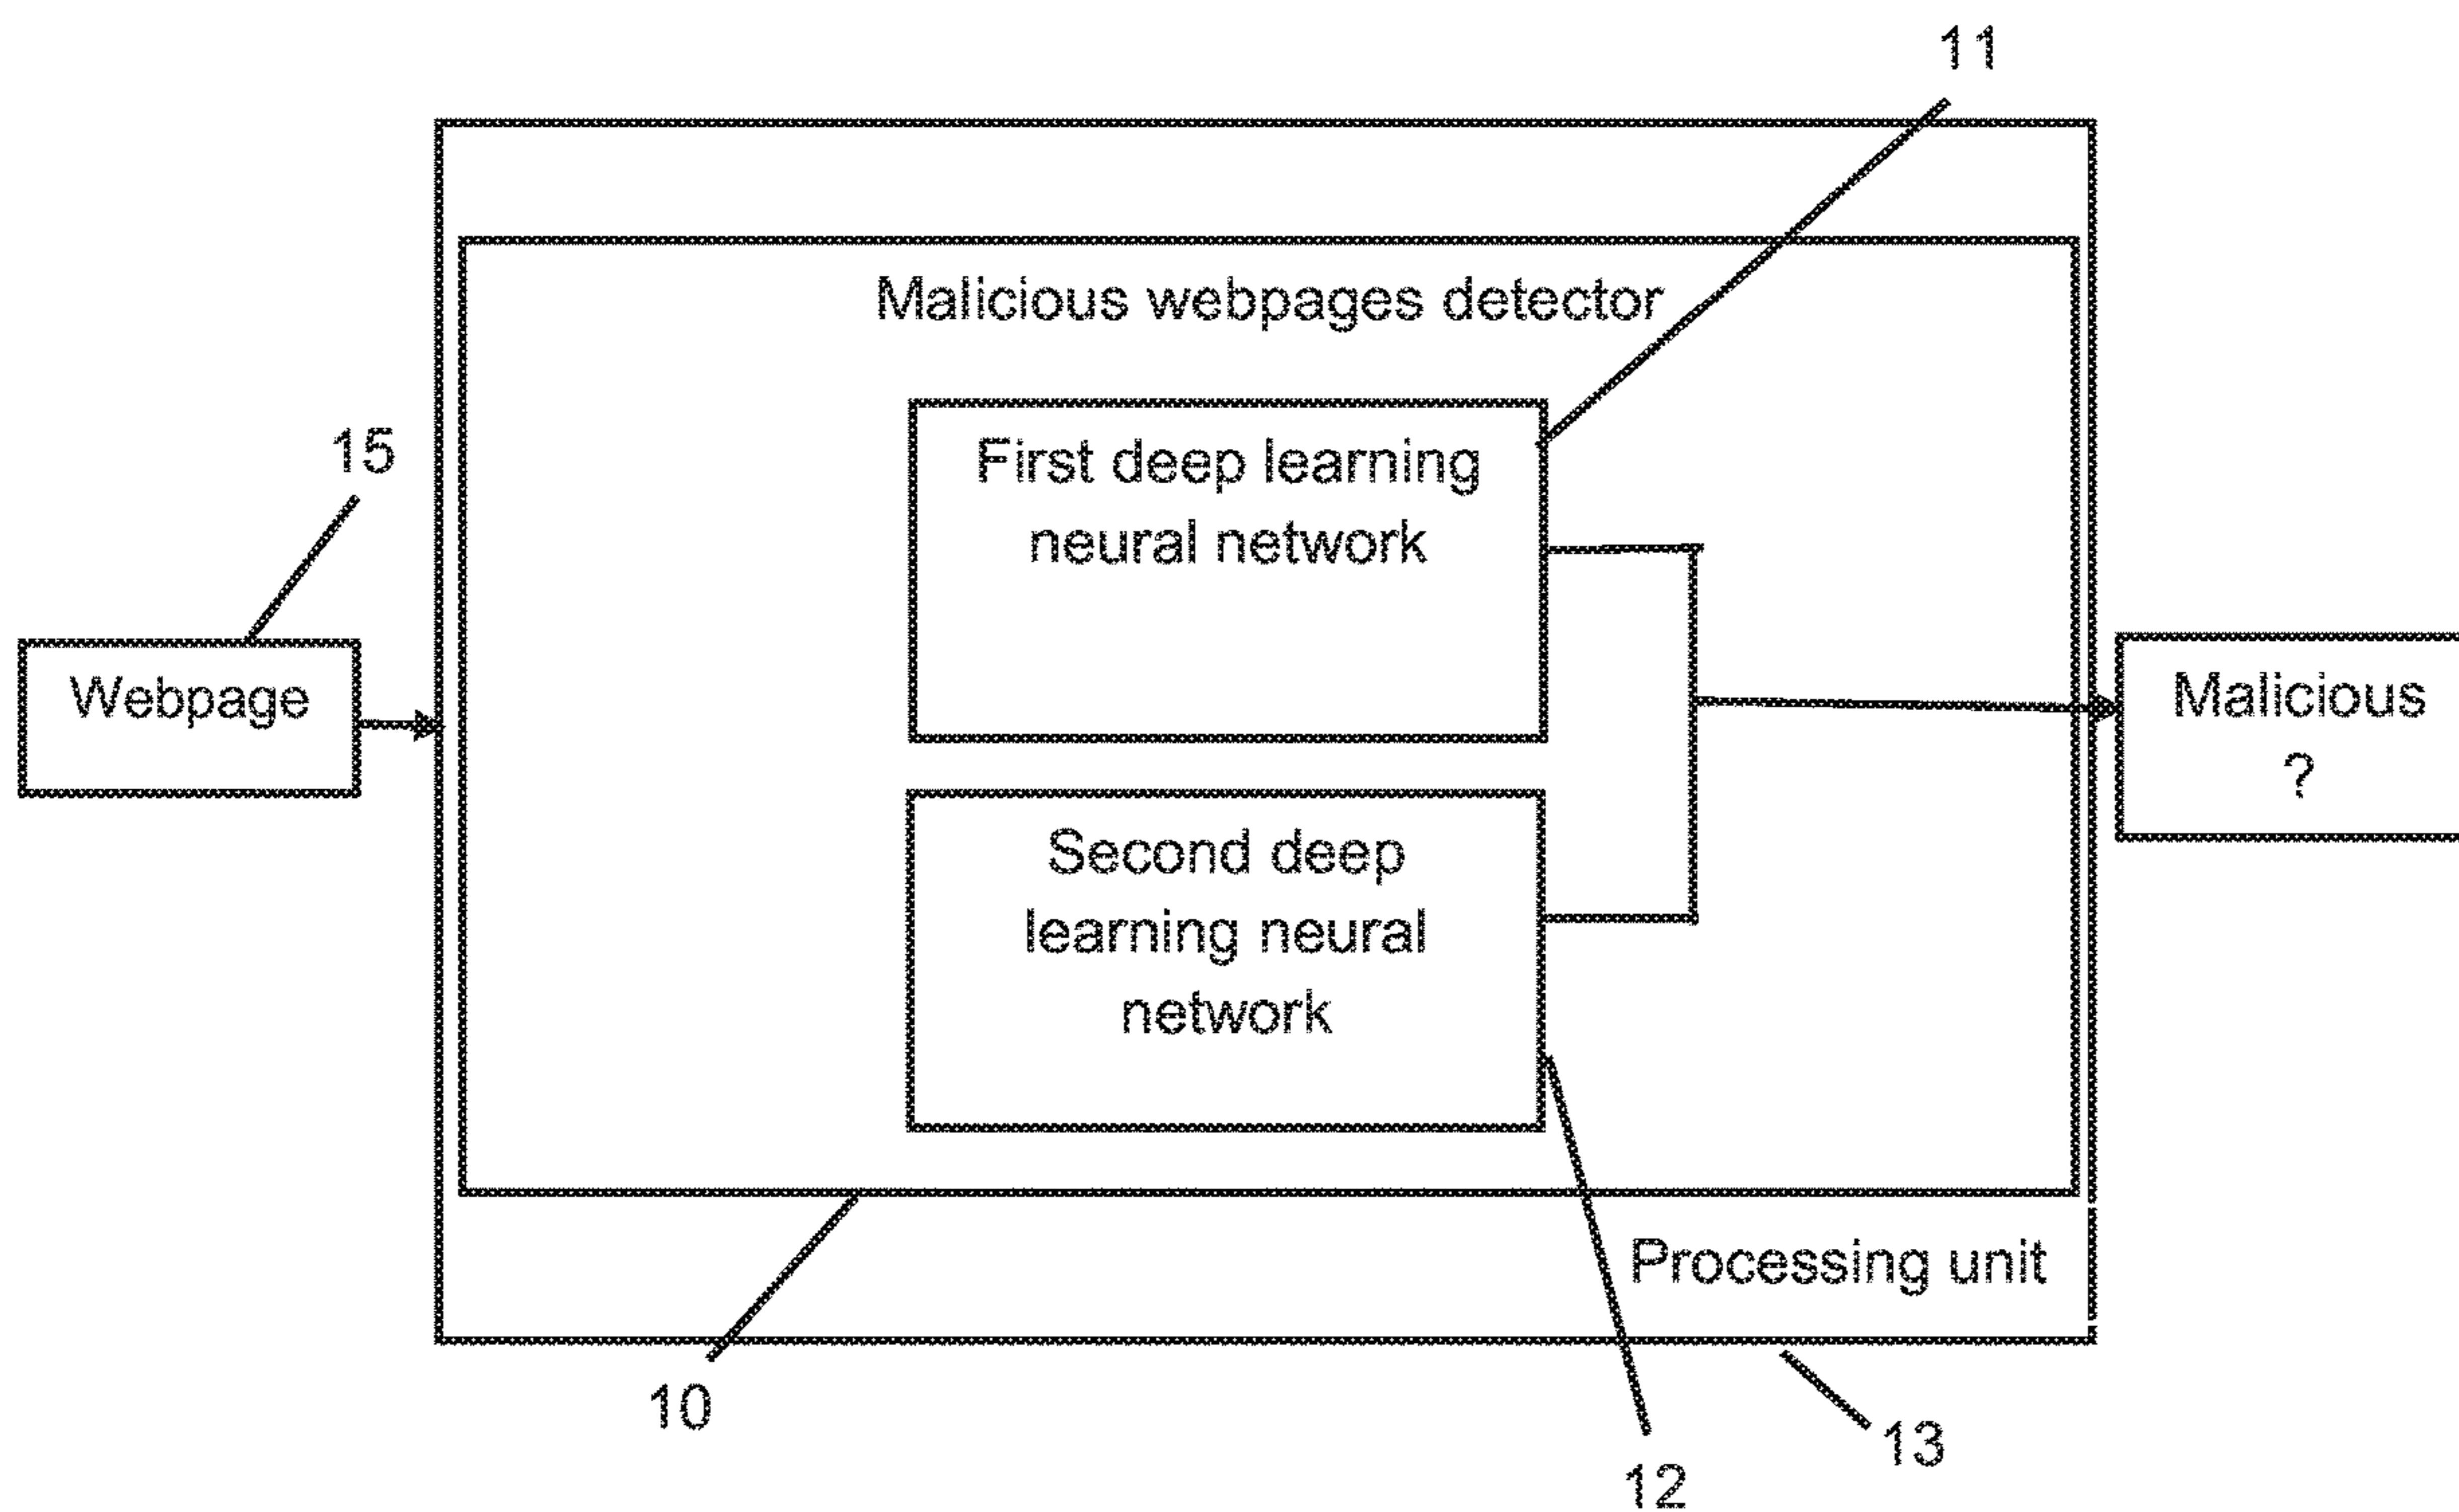 11
Malicious webpages detector
15
First deep learning
neural network
Webpage
Malicious
?
Second deep
learning neural
network
Processing unit
10
13
12